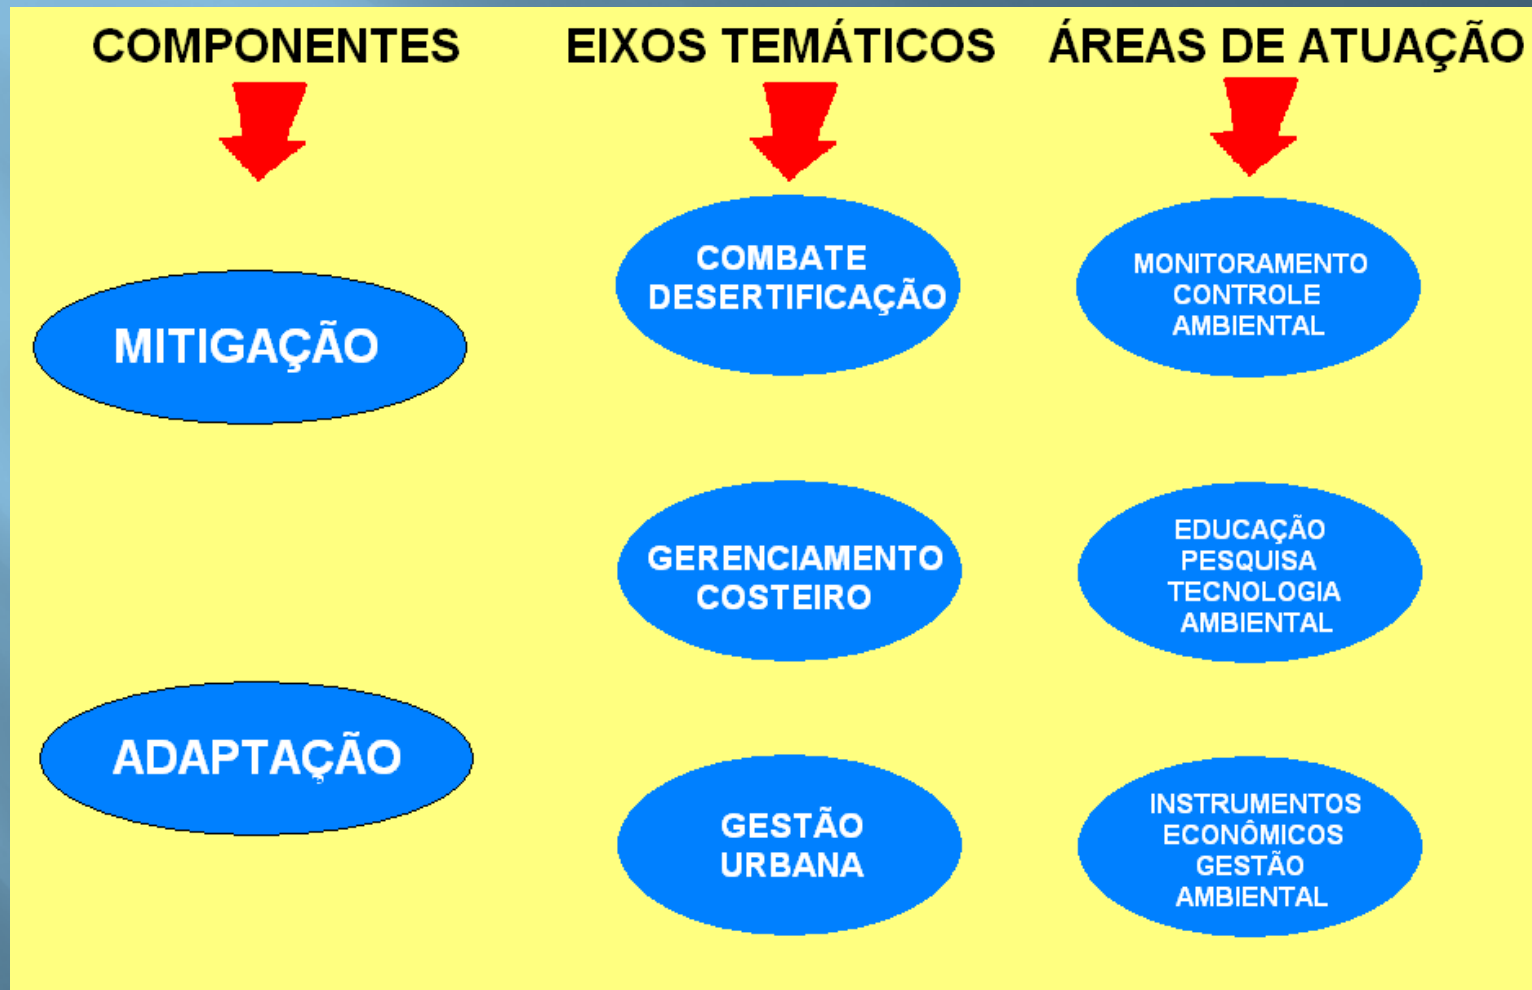 COMPONENTES
EIXOS TEMÁTICOS
ÁREAS DE ATUAÇÃO
MITIGAÇÃO
ADAPTAÇÃO
COMBATE
DESERTIFICAÇÃO
GERENCIAMENTO
COSTEIRO
GESTÃO
URBANA
MONITORAMENTO
CONTROLE
AMBIENTAL
EDUCAÇÃO
PESQUISA
TECNOLOGIA
AMBIENTAL
INSTRUMENTOS
ECONÔMICOS
GESTÃO
AMBIENTAL